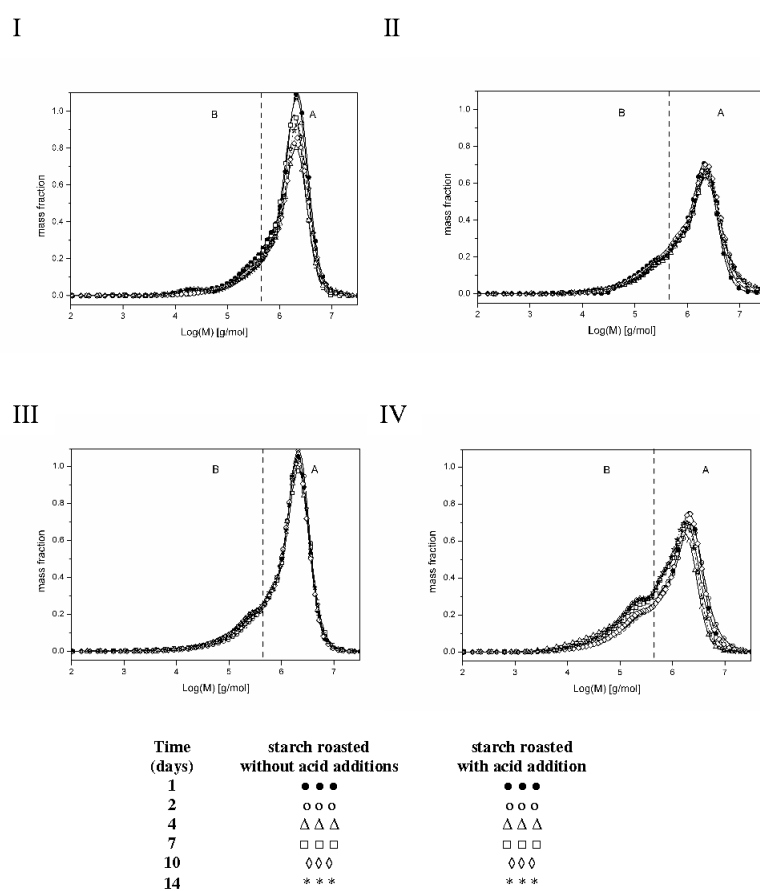 I
II
1.0
0.8
0.6
0.4
0.2
0.0
mass fraction
B
A
2 3 4 5 6 7
Log(M) [g/mol]
1.0
0.8
0.6
0.4
0.2
0.0
mass fraction
B
A
2 3 4 5 6 7
Log(M) [g/mol]
III
IV
1.0
0.8
0.6
0.4
0.2
0.0
mass fraction
B
A
2 3 4 5 6 7
Log(M) [g/mol]
1.0
0.8
0.6
0.4
0.2
0.0
mass fraction
B
A
2 3 4 5 6 7
Log(M) [g/mol]
Time starch roasted starch roasted
(days) without acid additions with acid addition
1 ● ● ● ● ● ●
2 o o o o o o
4 Δ Δ Δ Δ Δ Δ
7 □ □ □ □ □ □
10 ◊ ◊ ◊ ◊ ◊ ◊
14 * * * * * *